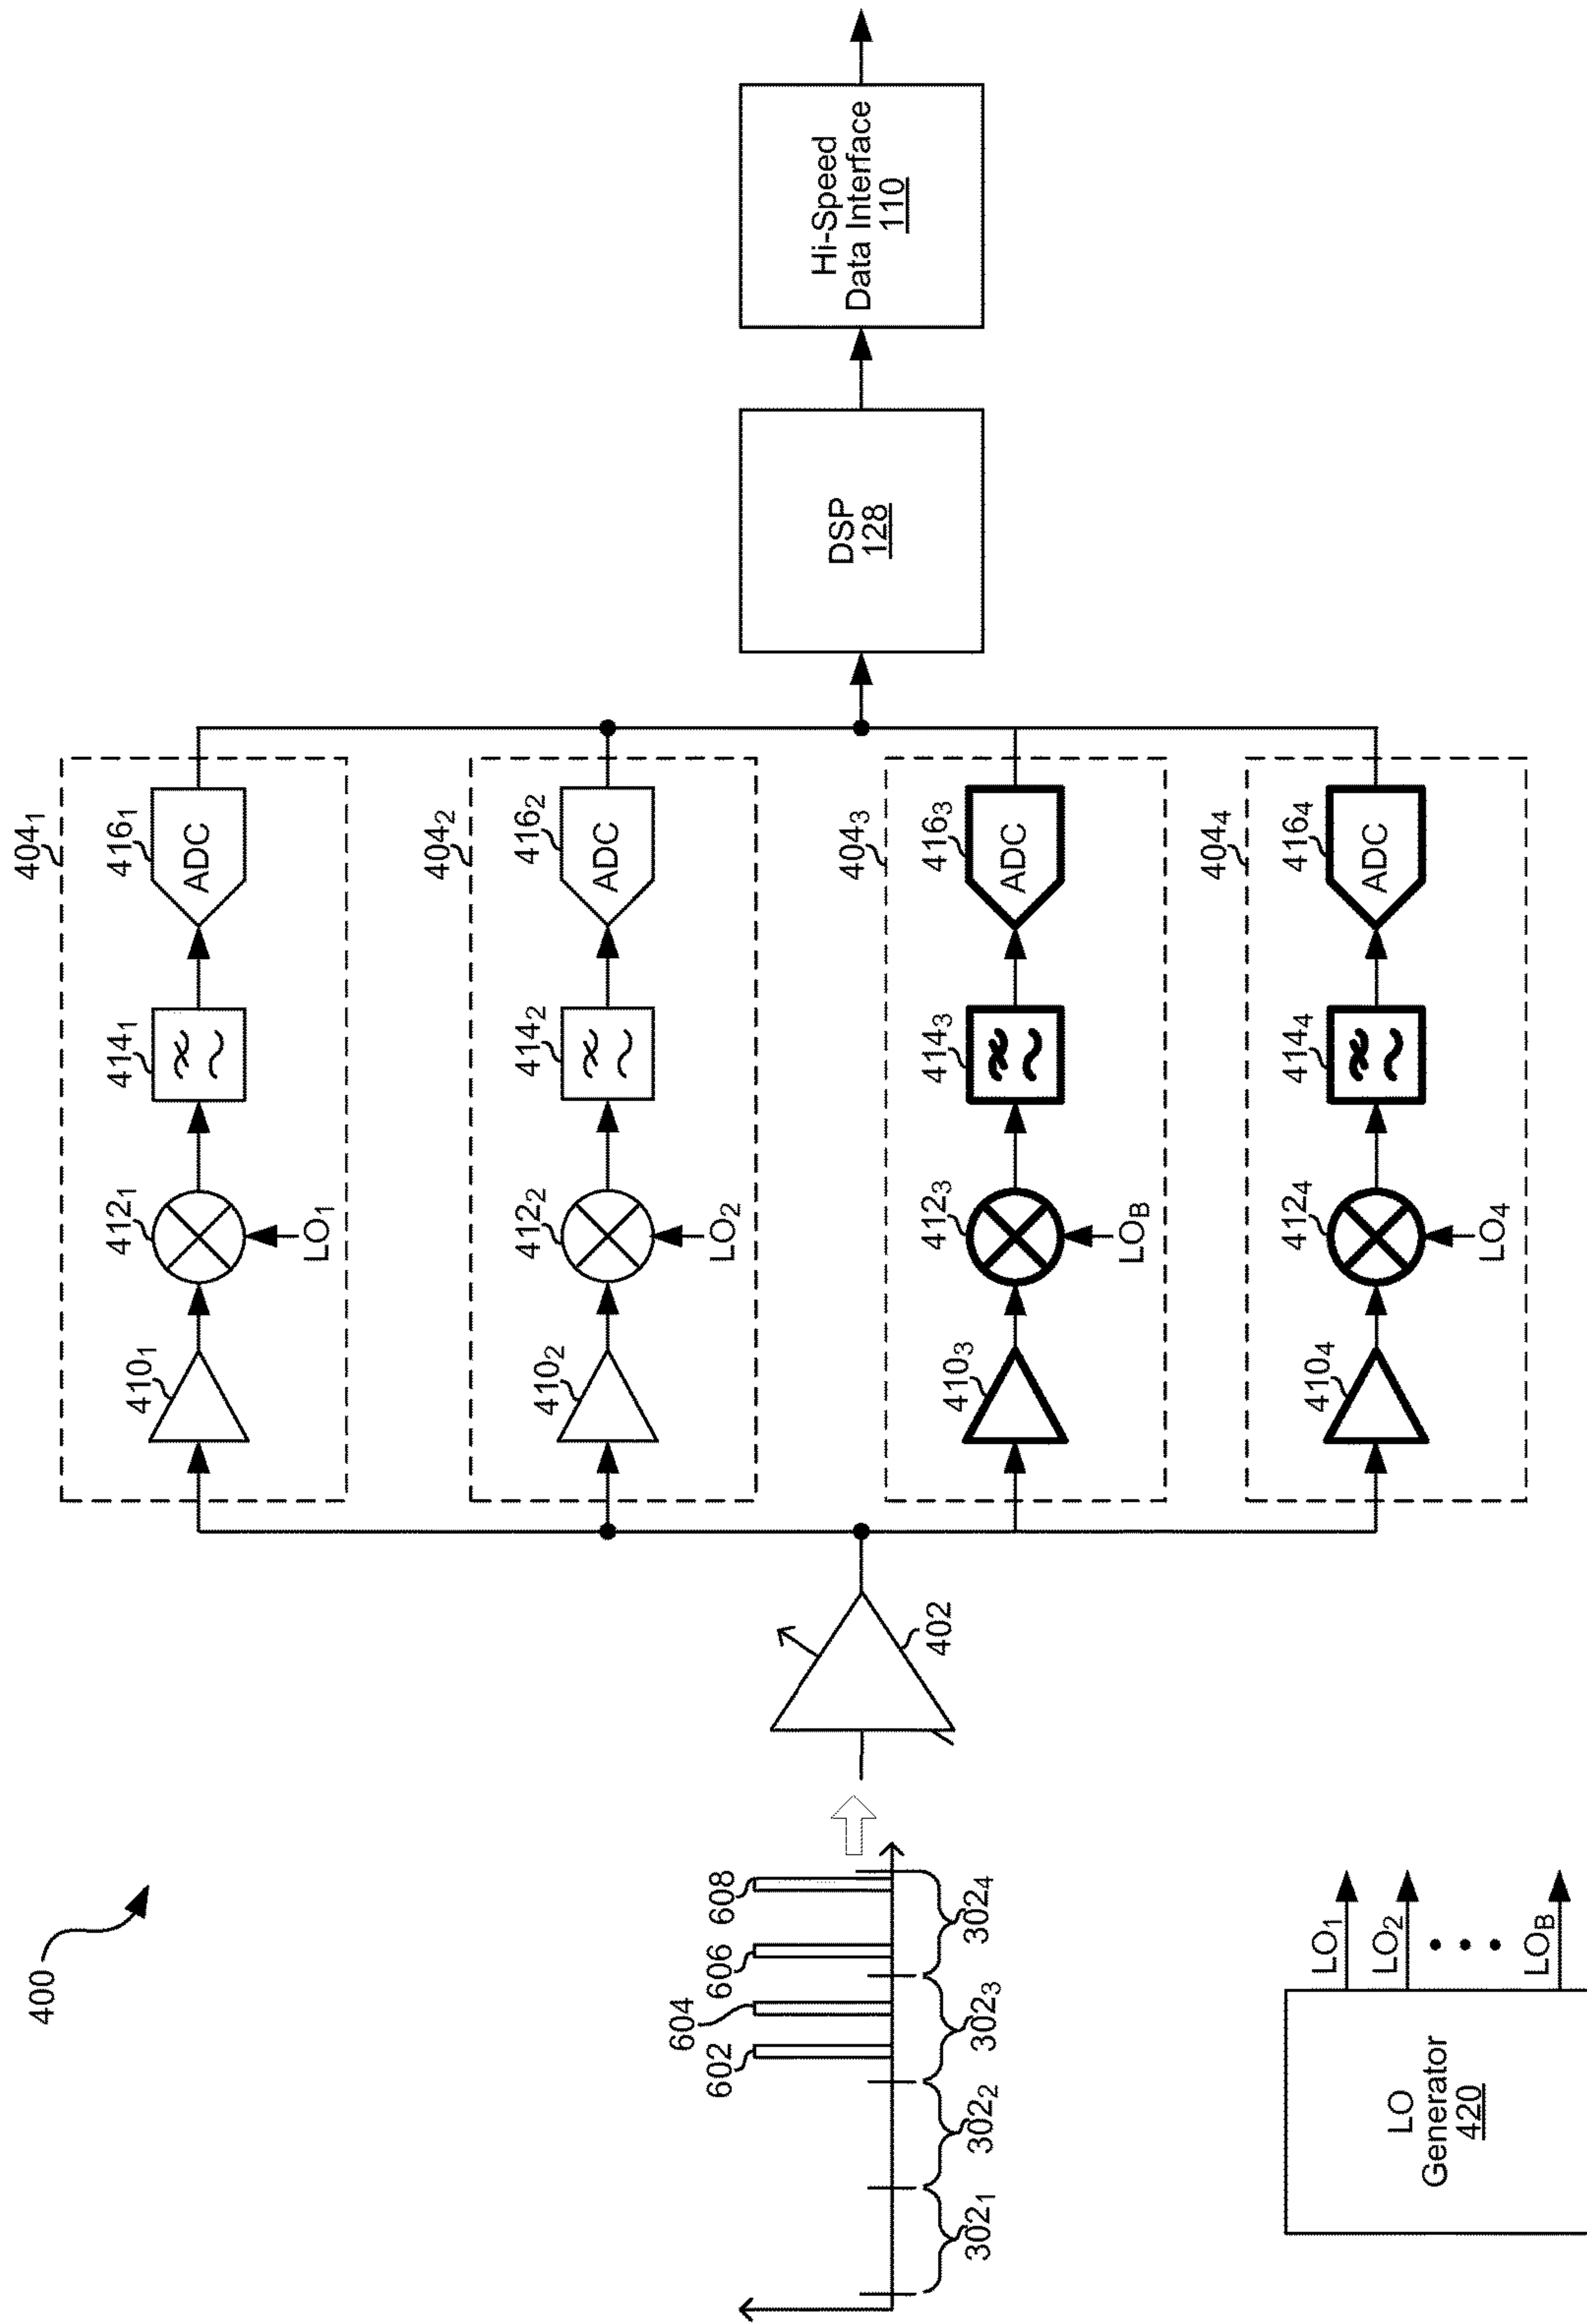 400
404₁
410₁
412₁
414₁
416₁
ADC
LO₁
404₂
410₂
412₂
414₂
416₂
ADC
LO₂
602
604
606
608
302₁
302₂
302₃
302₄
402
DSP
128
Hi-Speed
Data Interface
110
404₃
410₃
412₃
414₃
416₃
ADC
LO_B
404₄
410₄
412₄
414₄
416₄
ADC
LO₄
LO
Generator
420
LO₁
LO₂
LO_B